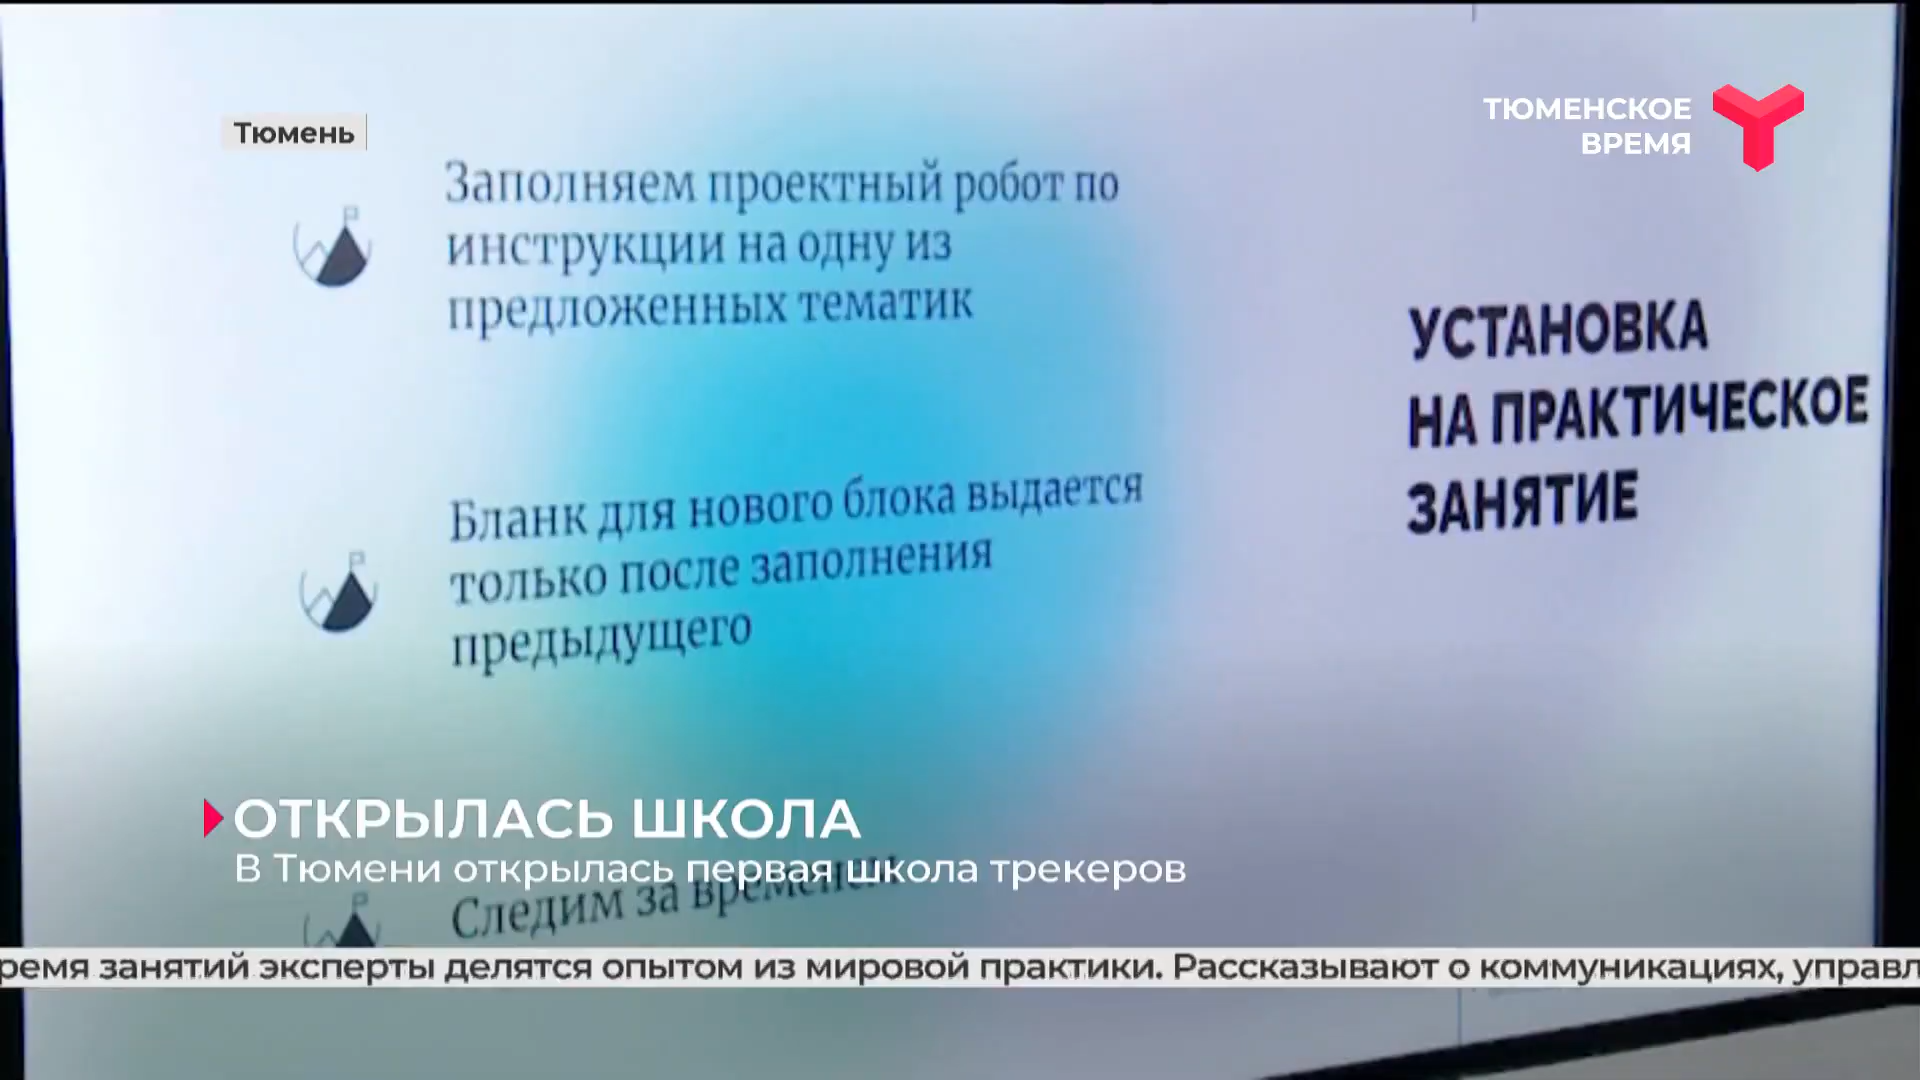 Тюмень
ТЮМЕНСКОЕ
ВРЕМЯ
Заполняем проектный робот по
инструкции на одну из
предложенных тематик
УСТАНОВКА
НА ПРАКТИЧЕСКОЕ
ЗАНЯТИЕ
Бланк для нового блока выдается
только после заполнения
предыдущего
ОТКРЫЛАСЬ ШКОЛА
В Тюмени открылась первая школа трекеров
Следим за временем
ремя занятий эксперты делятся опытом из мировой практики. Рассказывают о коммуникациях, управл